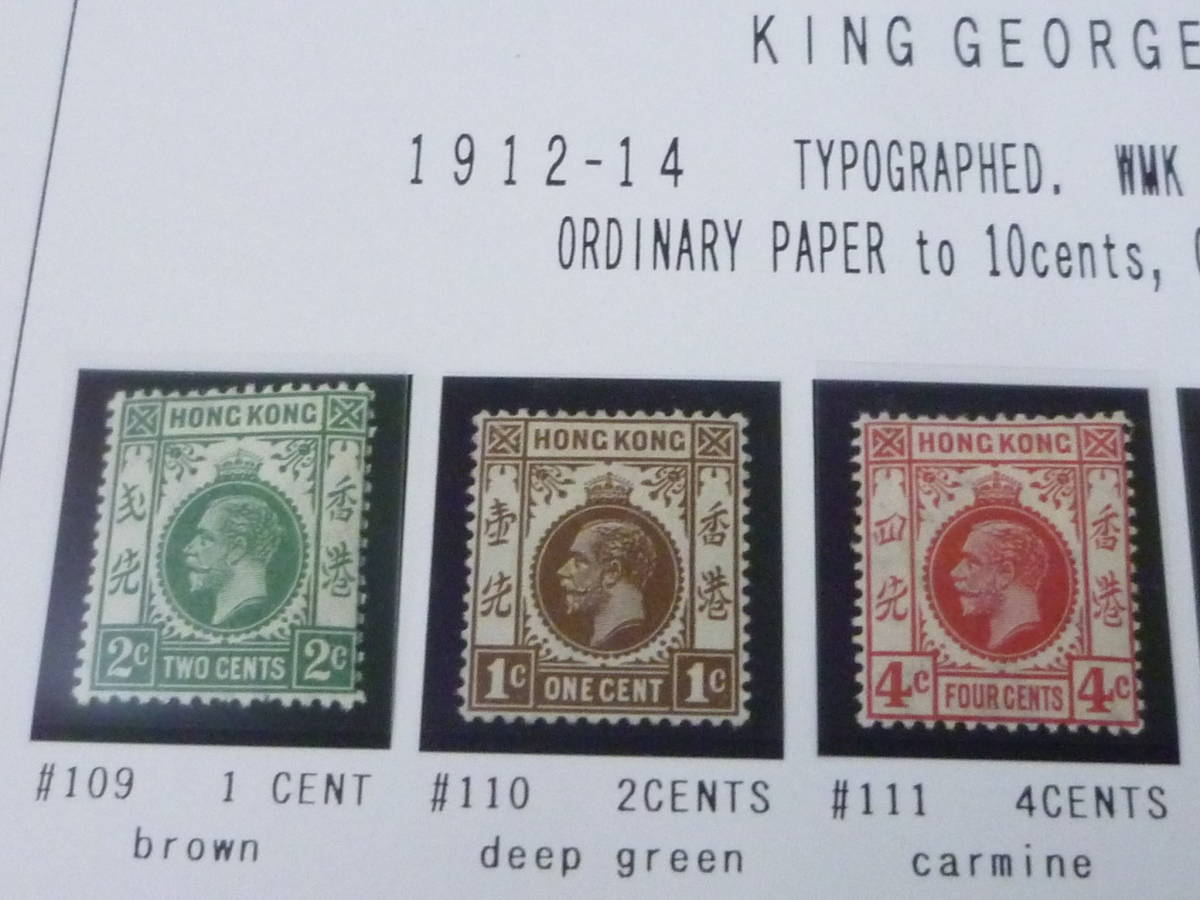 KING GEORGE
1912-14 TYPOGRAPHED. WMK
ORDINARY PAPER to 10cents,
HONG KONG
弍先
香港
2c TWO CENTS 2c
HONG KONG
壹先
香港
1c ONE CENT 1c
HONG KONG
四先
香港
4c FOUR CENTS 4c
#109 1 CENT
brown
#110 2CENTS
deep green
#111 4CENTS
carmine